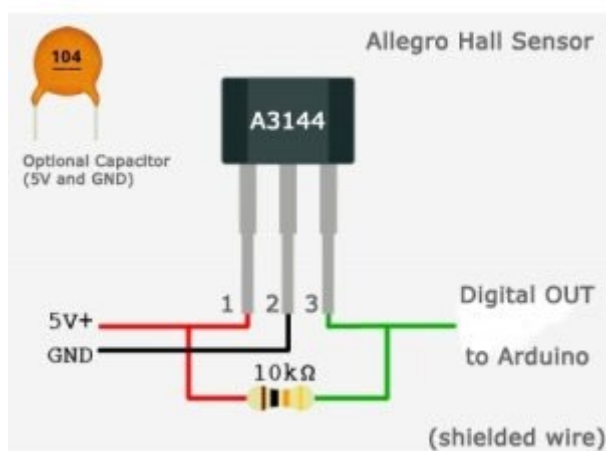 Allegro Hall Sensor
104
A3144
Optional Capacitor
(5V and GND)
1 2 3
5V+
GND
10kΩ
Digital OUT
to Arduino
(shielded wire)